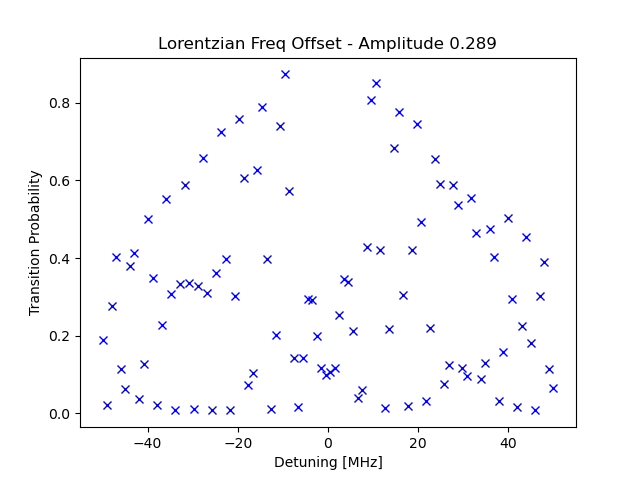 Lorentzian Freq Offset - Amplitude 0.289
Transition Probability
0.8
0.6
0.4
0.2
0.0
−40 −20 0 20 40
Detuning [MHz]